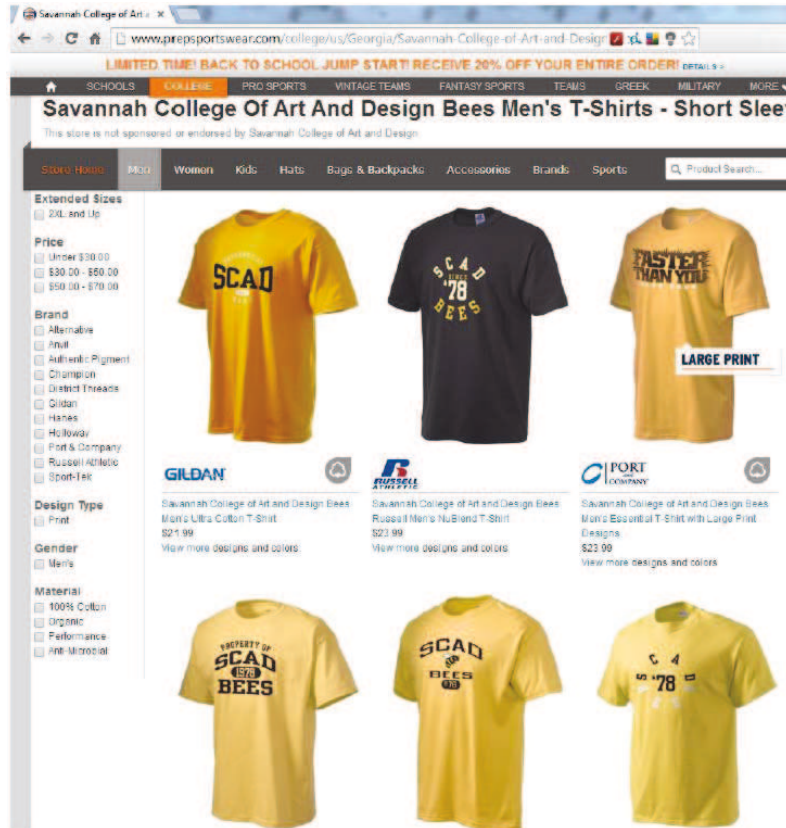 Savannah College of Art
www.prepsportswear.com/college/us/Georgia/Savannah-College-of-Art-and-Design
LIMITED TIME! BACK TO SCHOOL JUMP START! RECEIVE 20% OFF YOUR ENTIRE ORDER! DETAILS >
SCHOOLS COLLEGE PRO SPORTS VINTAGE TEAMS FANTASY SPORTS TEAMS GREEK MILITARY MORE
Savannah College Of Art And Design Bees Men's T-Shirts - Short Slee
This store is not sponsored or endorsed by Savannah College of Art and Design
Store Home Men Women Kids Hats Bags & Backpacks Accessories Brands Sports Product Search...
Extended Sizes
2XL and Up
Price
Under $30.00
$30.00 - $50.00
$50.00 - $70.00
Brand
Alternative
Anvil
Authentic Pigment
Champion
District Threads
Gildan
Hanes
Holloway
Port & Company
Russell Athletic
Sport-Tek
Design Type
Print
Gender
Men's
Material
100% Cotton
Organic
Performance
Anti-Microbial
SCAD
SCAD
SINCE
'78
BEES
FASTER
THAN YOU
LARGE PRINT
GILDAN
RUSSELL
ATHLETIC
PORT
and
COMPANY
Savannah College of Art and Design Bees
Men's Ultra Cotton T-Shirt
$21.99
View more designs and colors
Savannah College of Art and Design Bees
Russell Men's NuBlend T-Shirt
$23.99
View more designs and colors
Savannah College of Art and Design Bees
Men's Essential T-Shirt with Large Print
Designs
$23.99
View more designs and colors
PROPERTY OF
SCAD
1978
BEES
SCAD
BEES
'78
SCAD
'78